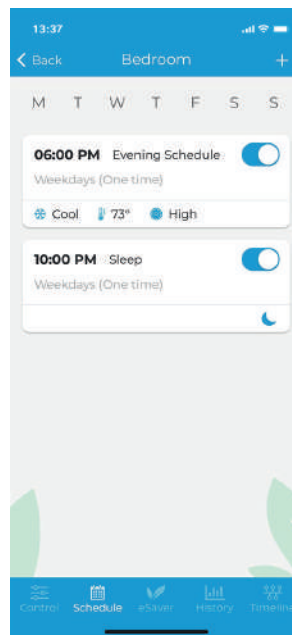 13:37
Back Bedroom +
M T W T F S S
06:00 PM Evening Schedule
Weekdays (One time)
Cool 73° High
10:00 PM Sleep
Weekdays (One time)
Control Schedule eSaver History Timeline